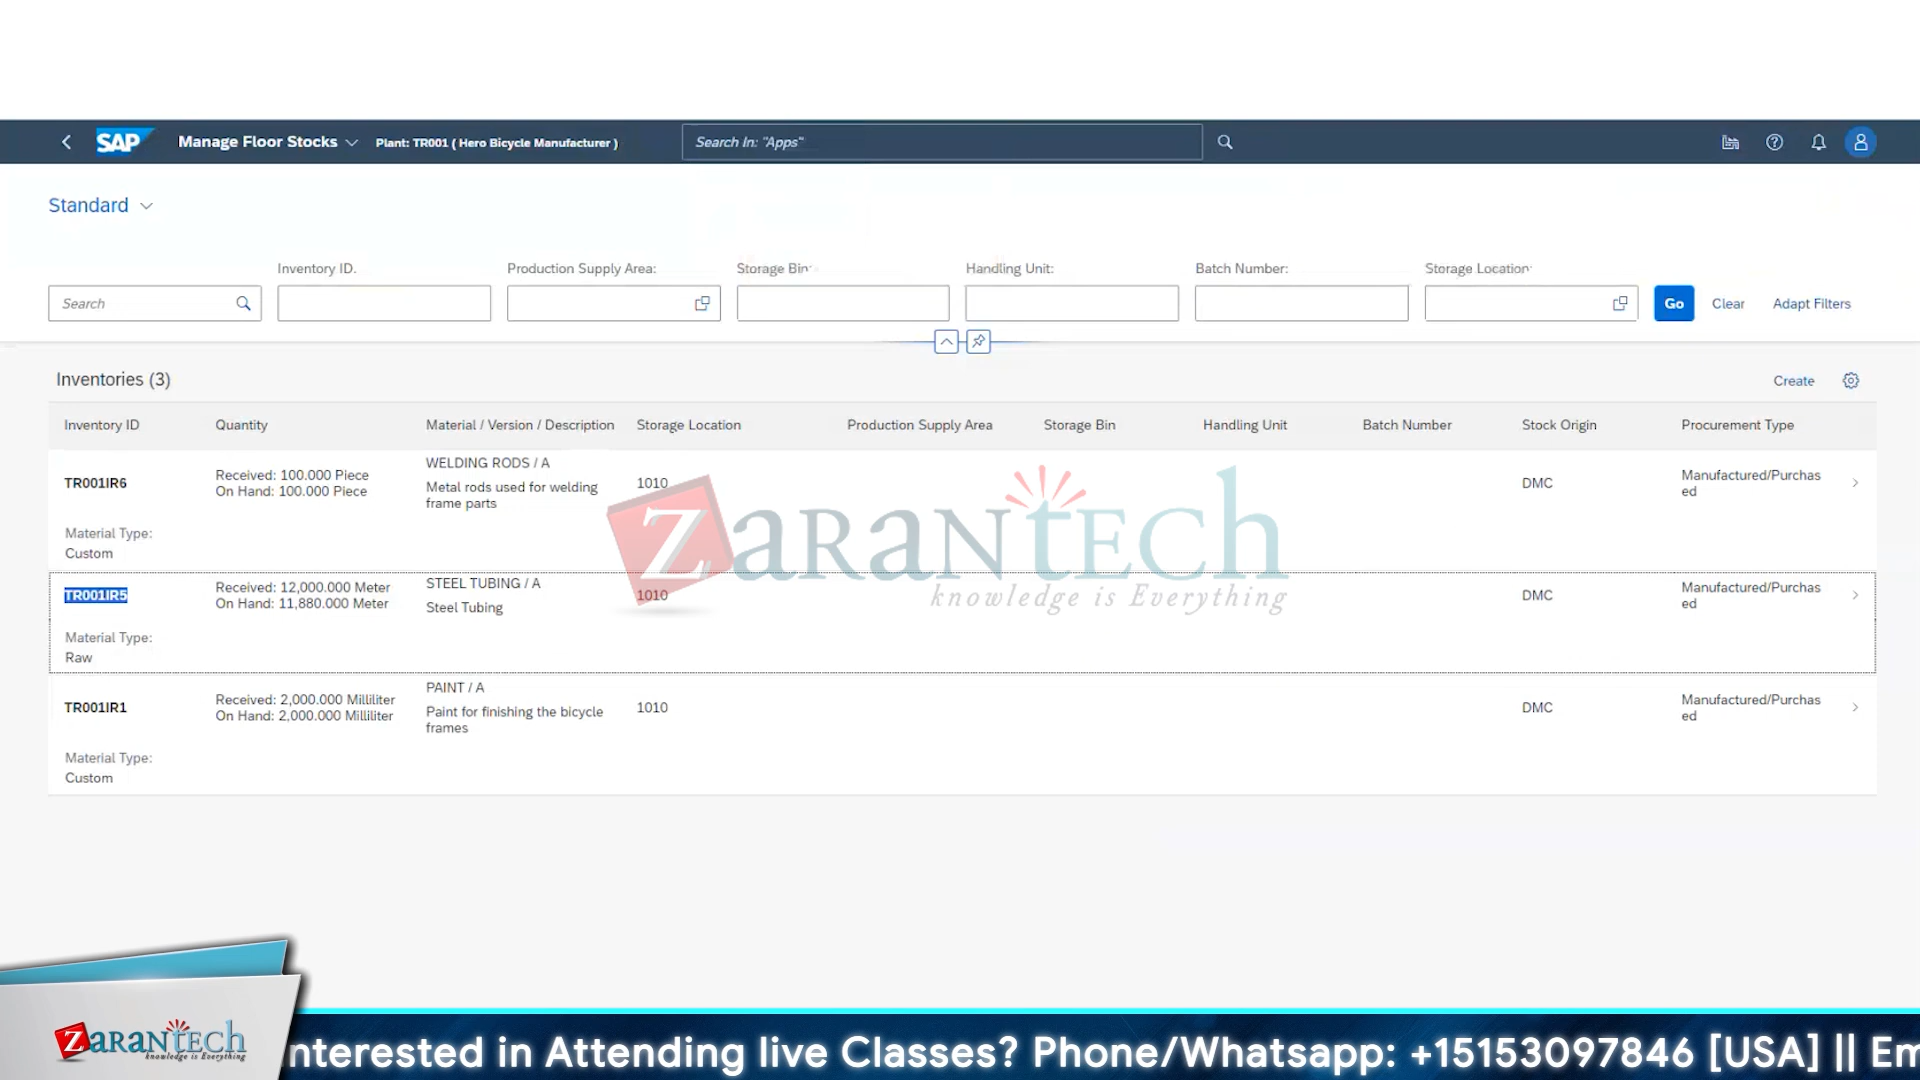 SAP
Manage Floor Stocks
Plant: TR001 ( Hero Bicycle Manufacturer )
Search In: "Apps"
Standard
Inventory ID.
Production Supply Area:
Storage Bin:
Handling Unit:
Batch Number:
Storage Location:
Search
Go
Clear
Adapt Filters
Inventories (3)
Create
Inventory ID
Quantity
Material / Version / Description
Storage Location
Production Supply Area
Storage Bin
Handling Unit
Batch Number
Stock Origin
Procurement Type
TR001IR6
Received: 100.000 Piece
On Hand: 100.000 Piece
WELDING RODS / A
Metal rods used for welding
frame parts
1010
DMC
Manufactured/Purchas
ed
Material Type:
Custom
TR001IR5
Received: 12,000.000 Meter
On Hand: 11,880.000 Meter
STEEL TUBING / A
Steel Tubing
1010
DMC
Manufactured/Purchas
ed
Material Type:
Raw
TR001IR1
Received: 2,000.000 Milliliter
On Hand: 2,000.000 Milliliter
PAINT / A
Paint for finishing the bicycle
frames
1010
DMC
Manufactured/Purchas
ed
Material Type:
Custom
ZARANTECH
knowledge is Everything
ZARANTECH
knowledge is Everything
nterested in Attending live Classes? Phone/Whatsapp: +15153097846 [USA] || Em